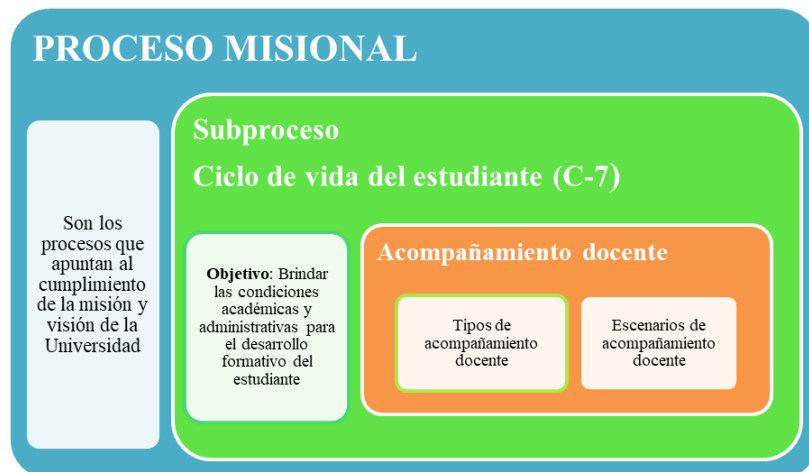 PROCESO MISIONAL
Son los
procesos que
apuntan al
cumplimiento
de la misión y
visión de la
Universidad
Subproceso
Ciclo de vida del estudiante (C-7)
Objetivo: Brindar
las condiciones
académicas y
administrativas para
el desarrollo
formativo del
estudiante
Acompañamiento docente
Tipos de
acompañamiento
docente
Escenarios de
acompañamiento
docente